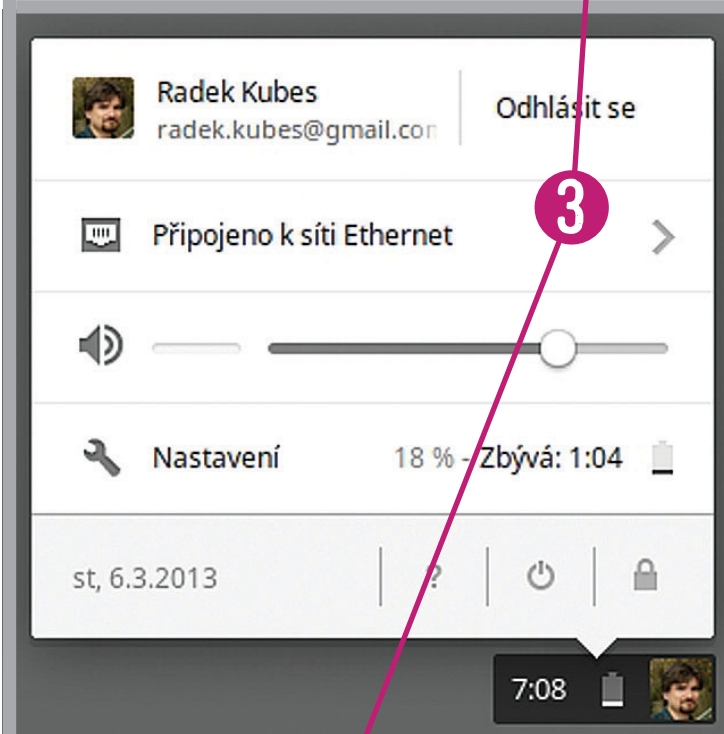 Radek Kubes
radek.kubes@gmail.con
Odhlásit se
3
Připojeno k síti Ethernet
Nastavení
18 % - Zbývá: 1:04
st, 6.3.2013
?
7:08